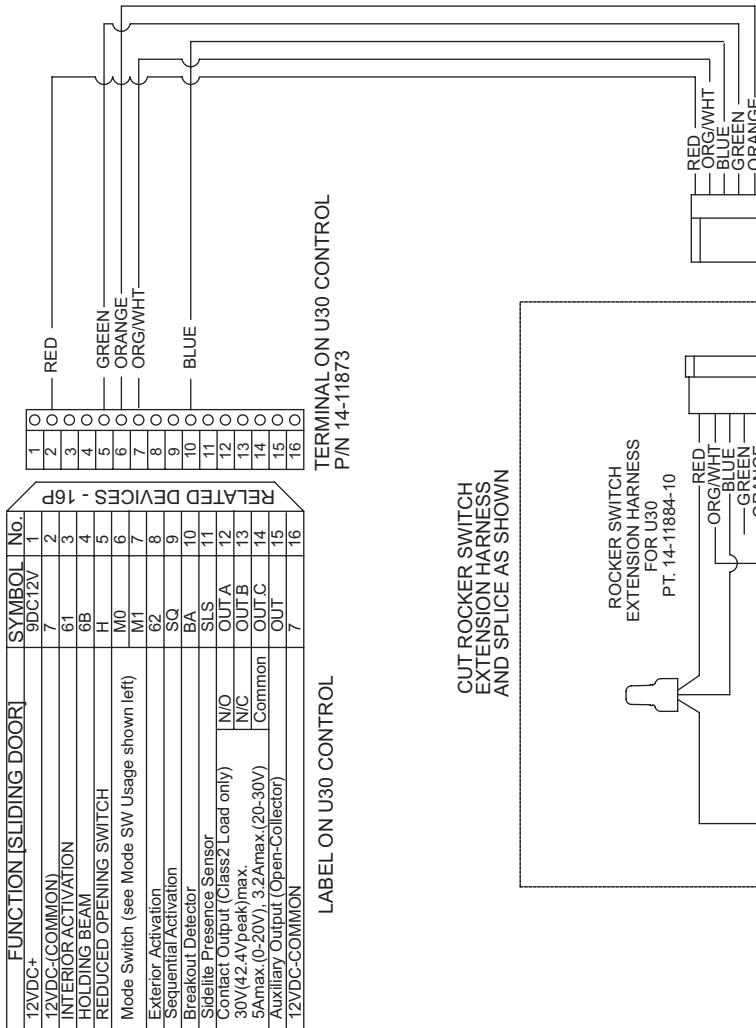 FUNCTION [SLIDING DOOR] SYMBOL No.
12VDC+ 9DC12V 1
12VDC-(COMMON) 7 2
INTERIOR ACTIVATION 61 3
HOLDING BEAM 6B 4
REDUCED OPENING SWITCH H 5
Mode Switch (see Mode SW Usage shown left) M0 6
M1 7
Exterior Activation 62 8
Sequential Activation SQ 9
Breakout Detector BA 10
Sidelite Presence Sensor SLS 11
Contact Output (Class2 Load only) N/O OUT.A 12
30V(42.4Vpeak)max. N/C OUT.B 13
5Amax.(0-20V), 3.2Amax.(20-30V) Common OUT.C 14
Auxiliary Output (Open-Collector) OUT 15
12VDC-COMMON 7 16
RELATED DEVICES - 16P
LABEL ON U30 CONTROL
1
2
3
4
5
6
7
8
9
10
11
12
13
14
15
16
RED
GREEN
ORANGE
ORG/WHT
BLUE
TERMINAL ON U30 CONTROL
P/N 14-11873
CUT ROCKER SWITCH
EXTENSION HARNESS
AND SPLICE AS SHOWN
ROCKER SWITCH
EXTENSION HARNESS
FOR U30
PT. 14-11884-10
RED
ORG/WHT
BLUE
GREEN
ORANGE
RED
ORG/WHT
BLUE
GREEN
ORANGE